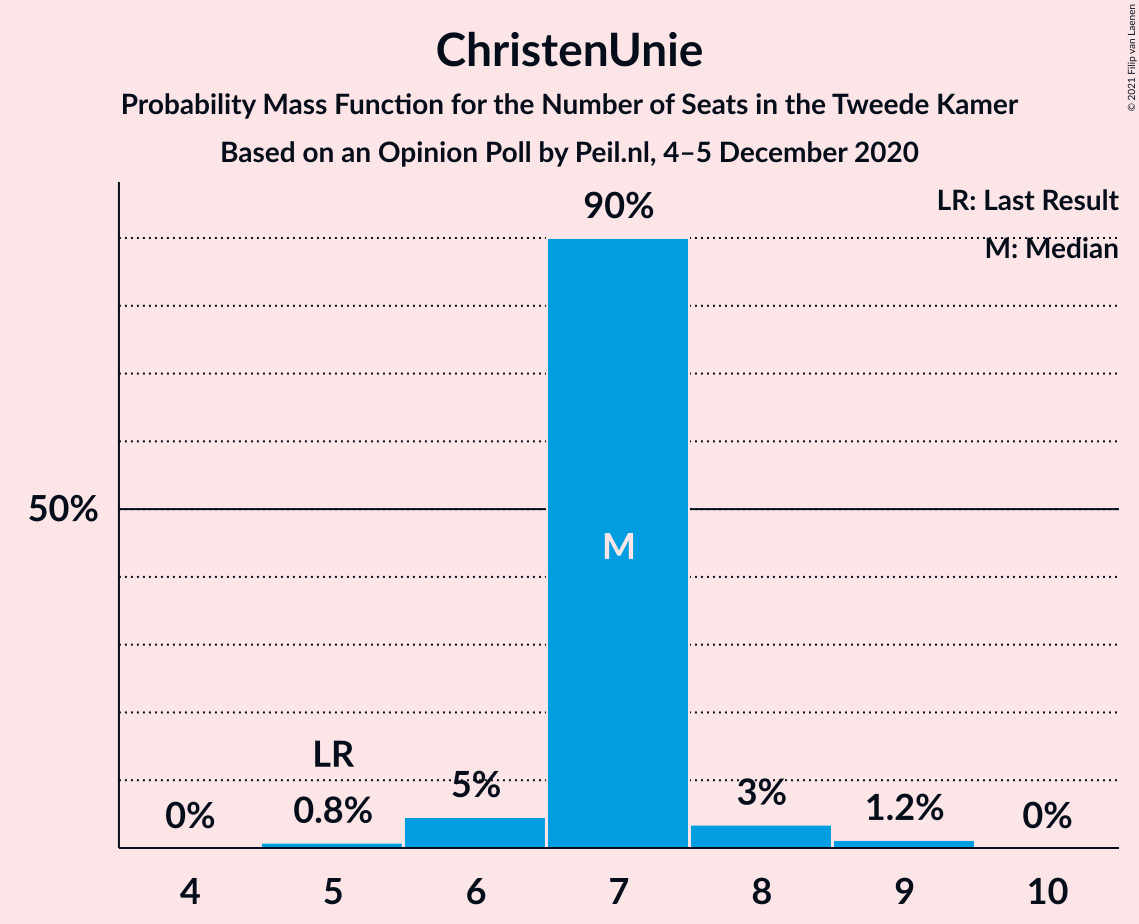 ChristenUnie
Probability Mass Function for the Number of Seats in the Tweede Kamer
Based on an Opinion Poll by Peil.nl, 4–5 December 2020
© 2021 Filip van Laenen
LR: Last Result
M: Median
90%
50%
M
LR
0%
0.8%
5%
3%
1.2%
0%
4 5 6 7 8 9 10